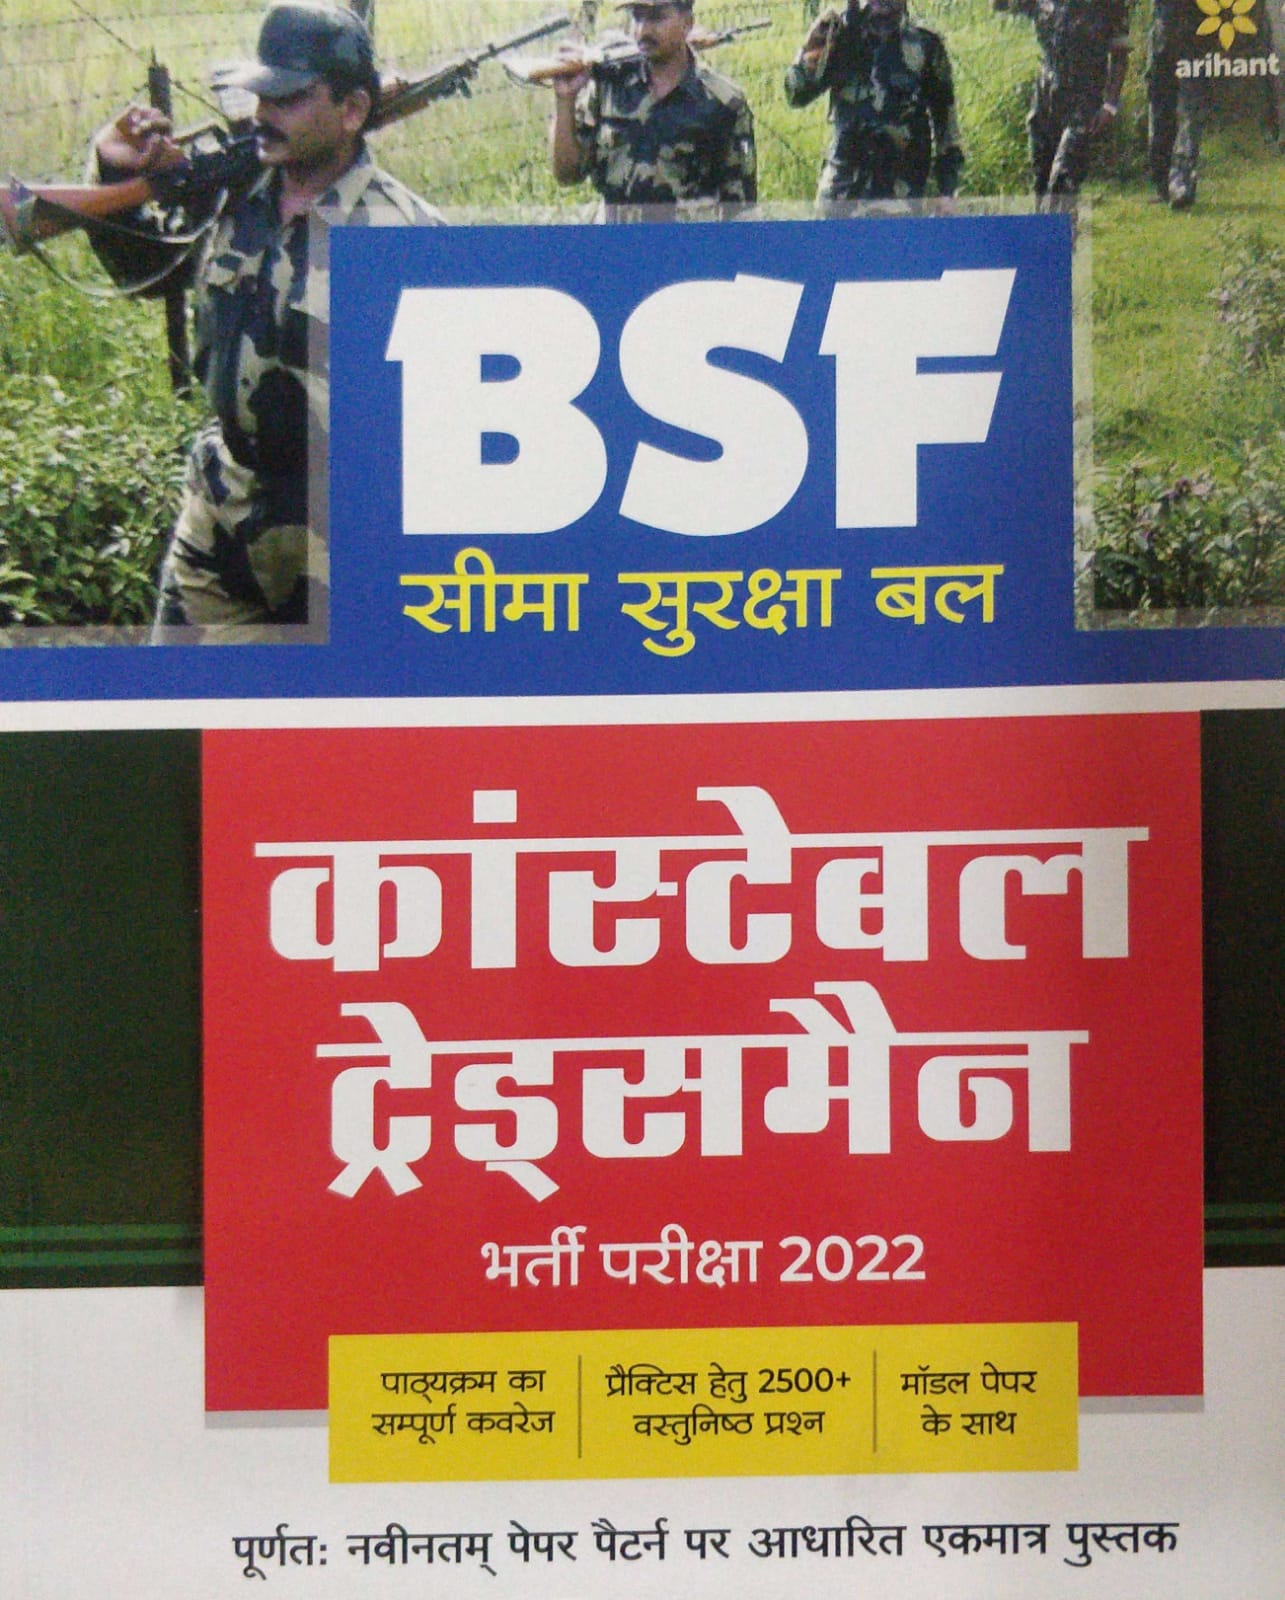 arihant
BSF
सीमा सुरक्षा बल
कांस्टेबल
ट्रेड्समैन
भर्ती परीक्षा 2022
पाठ्यक्रम का
सम्पूर्ण कवरेज
प्रैक्टिस हेतु 2500+
वस्तुनिष्ठ प्रश्न
मॉडल पेपर
के साथ
पूर्णत: नवीनतम् पेपर पैटर्न पर आधारित एकमात्र पुस्तक